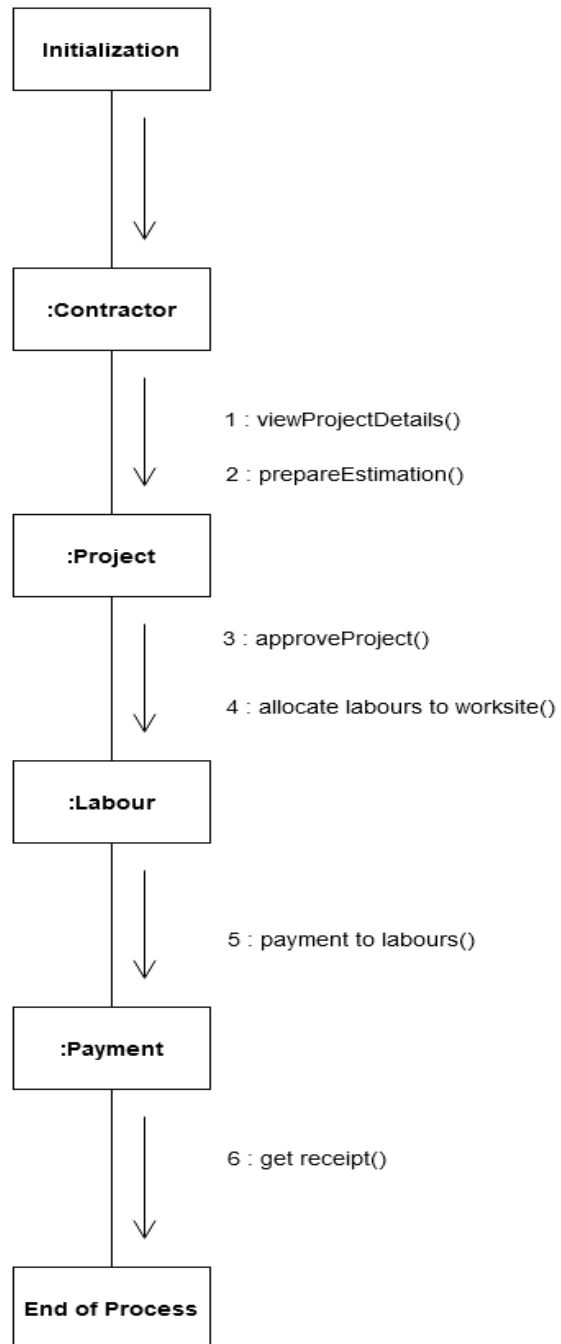 Initialization
:Contractor
1 : viewProjectDetails()
2 : prepareEstimation()
:Project
3 : approveProject()
4 : allocate labours to worksite()
:Labour
5 : payment to labours()
:Payment
6 : get receipt()
End of Process